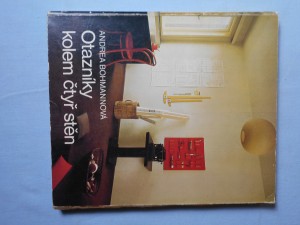 ANDREA BOHMANNOVÁ
Otazníky
kolem čtyř stěn